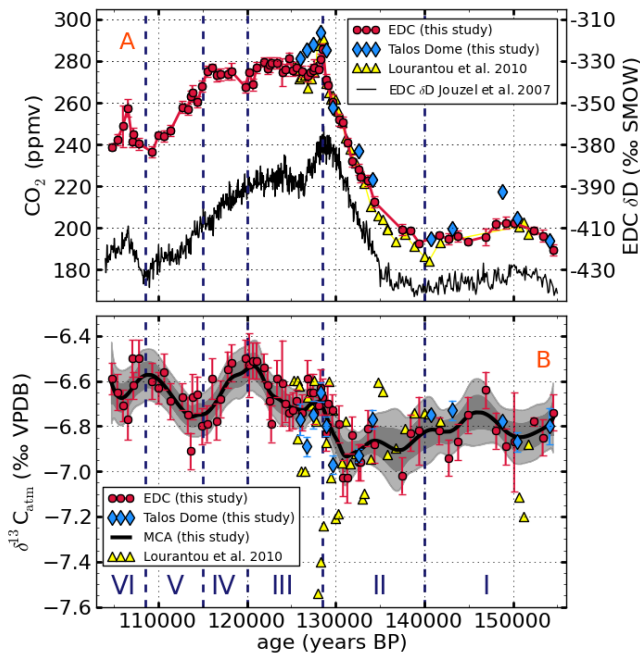 300
280
260
240
220
200
180
CO2 (ppmv)
A
EDC (this study)
Talos Dome (this study)
Lourantou et al. 2010
EDC δD Jouzel et al. 2007
-310
-330
-350
-370
-390
-410
-430
EDC δD (‰ SMOW)
−6.4
−6.6
−6.8
−7.0
−7.2
−7.4
−7.6
δ13 Catm (‰ VPDB)
B
EDC (this study)
Talos Dome (this study)
MCA (this study)
Lourantou et al. 2010
VI V IV III II I
110000 120000 130000 140000 150000
age (years BP)